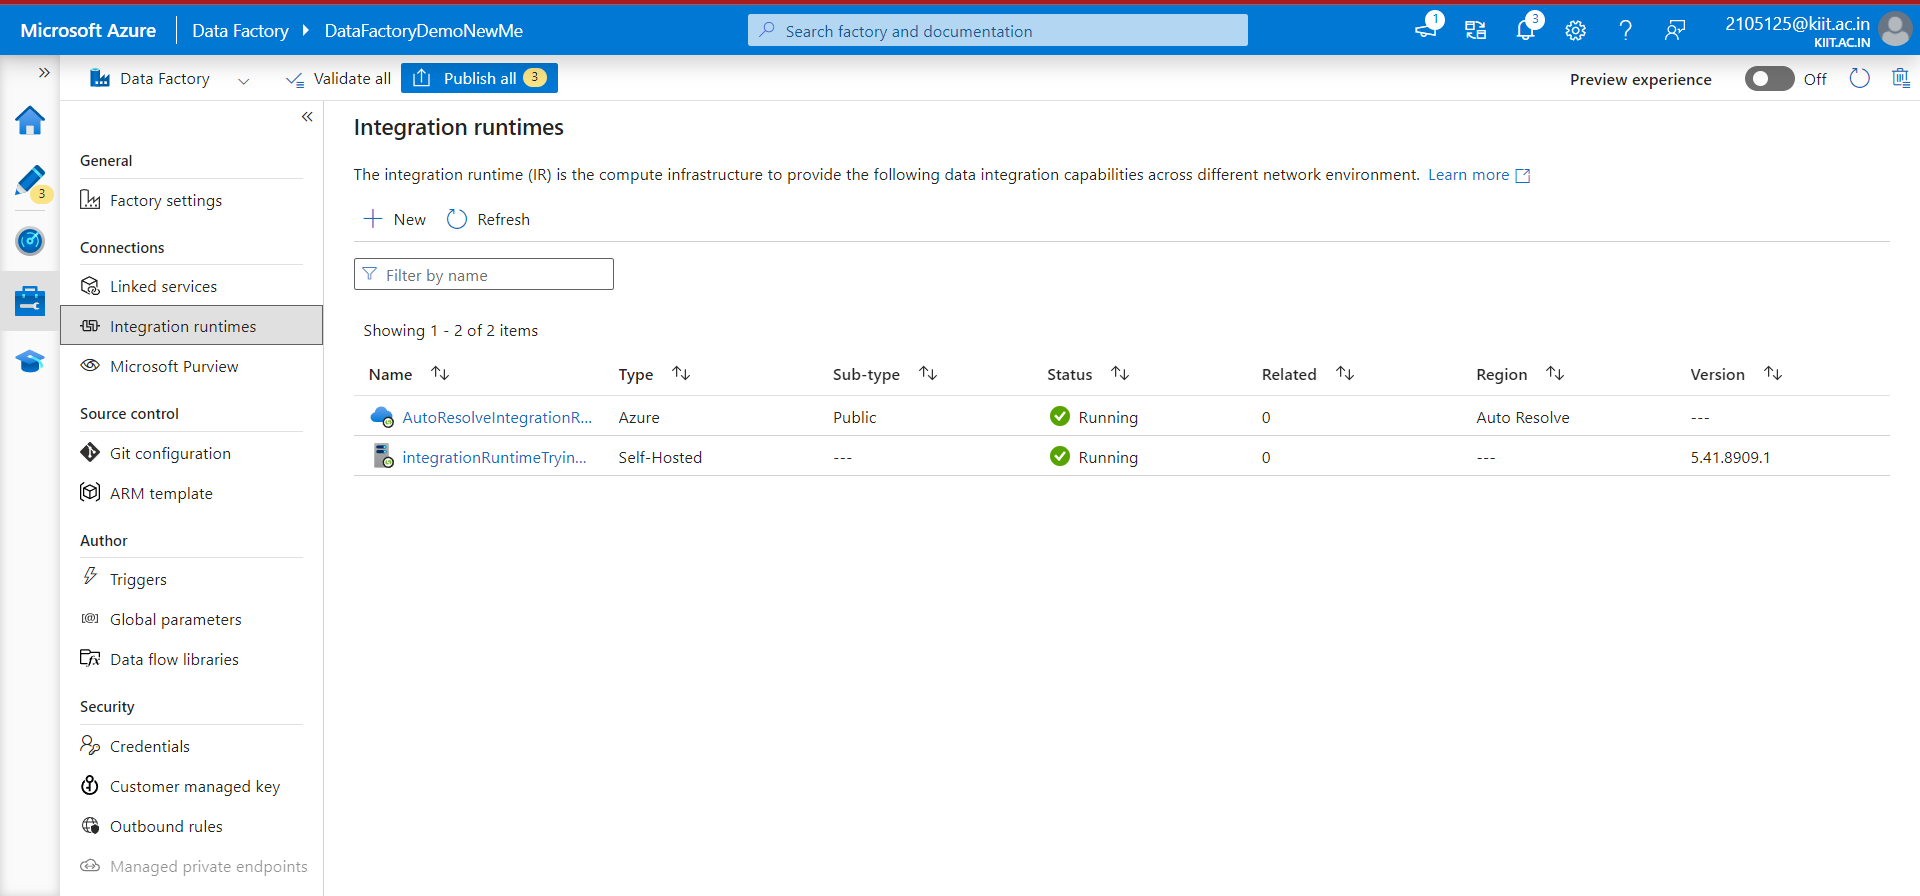 Microsoft Azure
Data Factory
DataFactoryDemoNewMe
Search factory and documentation
1
3
2105125@kiit.ac.in
KIIT.AC.IN
Data Factory
Validate all
Publish all 3
Preview experience
Off
3
General
Factory settings
Connections
Linked services
Integration runtimes
Microsoft Purview
Source control
Git configuration
ARM template
Author
Triggers
Global parameters
Data flow libraries
Security
Credentials
Customer managed key
Outbound rules
Managed private endpoints
Integration runtimes
The integration runtime (IR) is the compute infrastructure to provide the following data integration capabilities across different network environment. Learn more
New
Refresh
Filter by name
Showing 1 - 2 of 2 items
Name Type Sub-type Status Related Region Version
AutoResolveIntegrationR... Azure Public Running 0 Auto Resolve ---
integrationRuntimeTryin... Self-Hosted --- Running 0 --- 5.41.8909.1